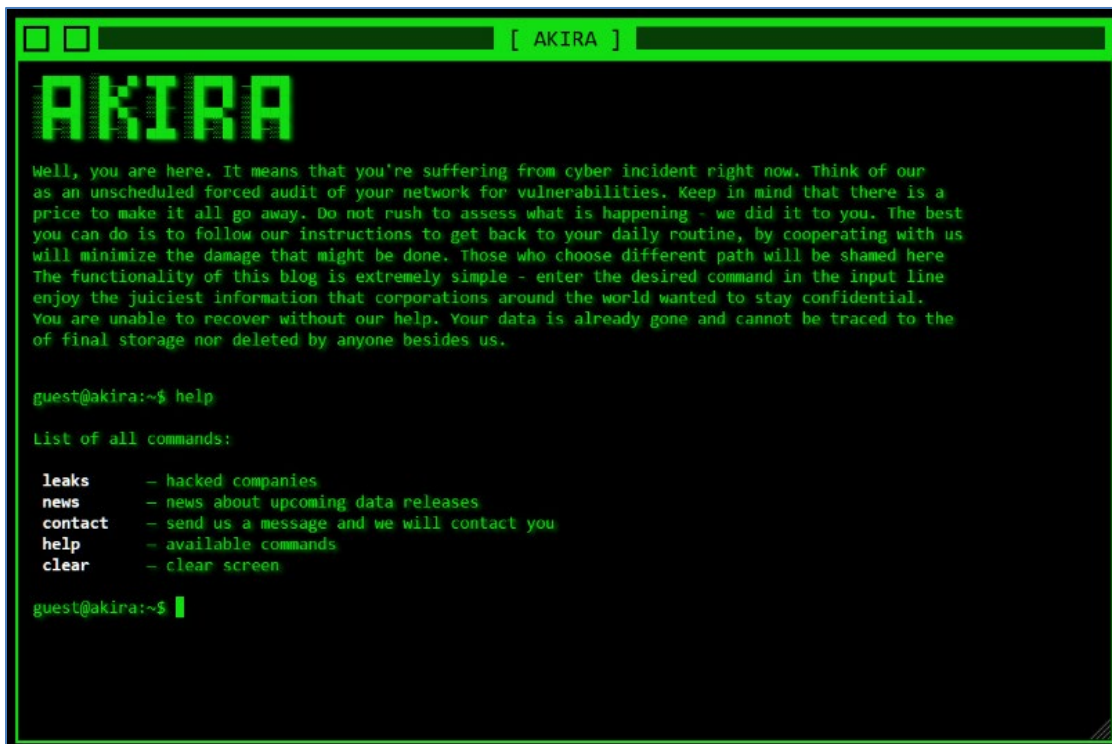 [ AKIRA ]
AKIRA
Well, you are here. It means that you're suffering from cyber incident right now. Think of our
as an unscheduled forced audit of your network for vulnerabilities. Keep in mind that there is a
price to make it all go away. Do not rush to assess what is happening - we did it to you. The best
you can do is to follow our instructions to get back to your daily routine, by cooperating with us
will minimize the damage that might be done. Those who choose different path will be shamed here
The functionality of this blog is extremely simple - enter the desired command in the input line
enjoy the juiciest information that corporations around the world wanted to stay confidential.
You are unable to recover without our help. Your data is already gone and cannot be traced to the
of final storage nor deleted by anyone besides us.
guest@akira:~$ help
List of all commands:
leaks – hacked companies
news – news about upcoming data releases
contact – send us a message and we will contact you
help – available commands
clear – clear screen
guest@akira:~$